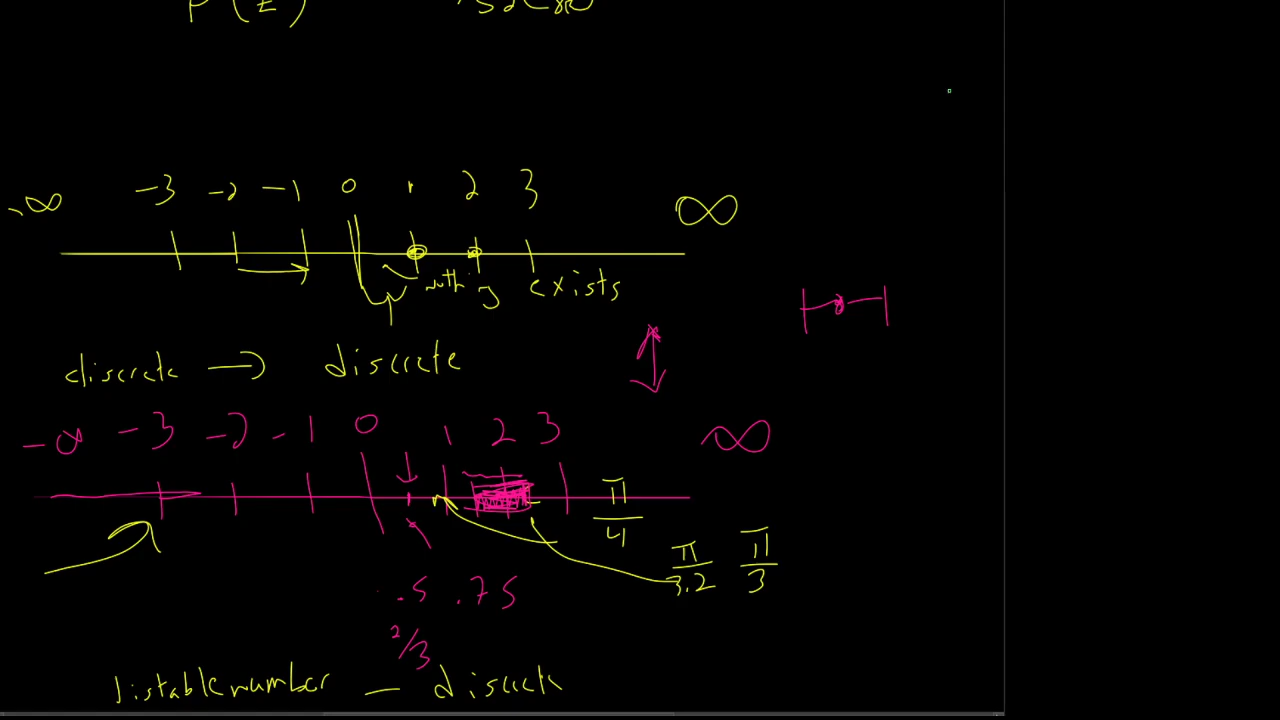 P(E)
-∞ -3 -2 -1 0 1 2 3 ∞
nothing exists
discrete → discrete
-∞ -3 -2 -1 0 1 2 3 ∞
π/4
π/3.2 π/3
.5 .75
2/3
listable number - discrete